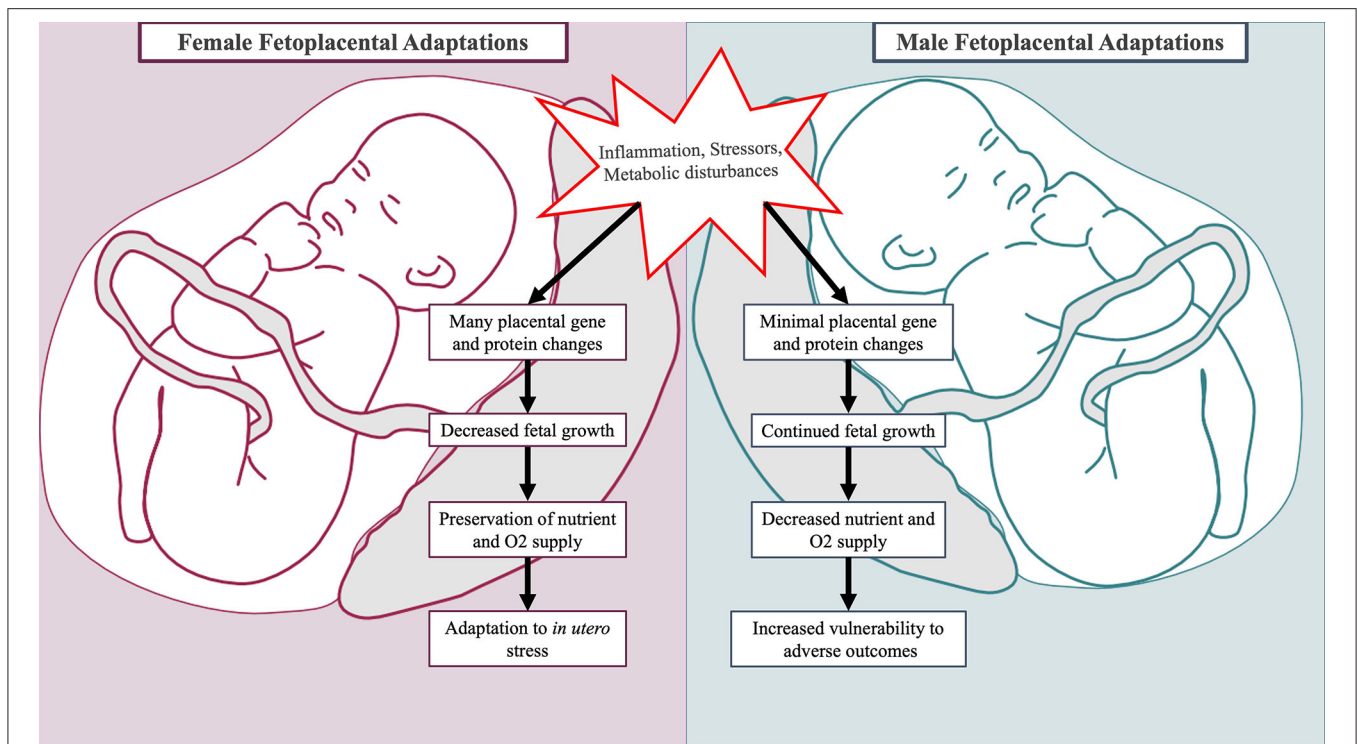 Female Fetoplacental Adaptations
Male Fetoplacental Adaptations
Inflammation, Stressors,
Metabolic disturbances
Many placental gene
and protein changes
Decreased fetal growth
Preservation of nutrient
and O2 supply
Adaptation to in utero
stress
Minimal placental gene
and protein changes
Continued fetal growth
Decreased nutrient and
O2 supply
Increased vulnerability to
adverse outcomes